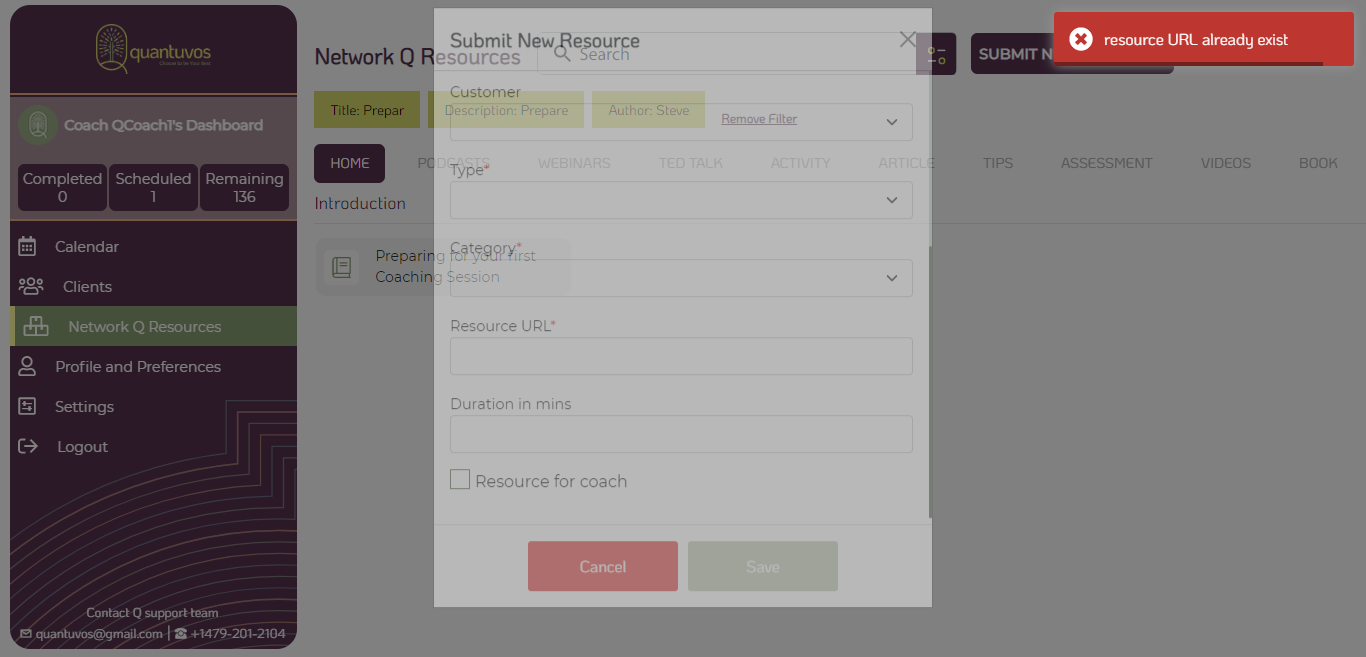 quantuvos
Choose to be Your Best
Coach QCoach1's Dashboard
Completed
0
Scheduled
1
Remaining
136
Calendar
Clients
Network Q Resources
Profile and Preferences
Settings
Logout
Contact Q support team
quantuvos@gmail.com | +1479-201-2104
Network Q Resources
Search
SUBMIT N
resource URL already exist
Title: Prepar
Description: Prepare
Author: Steve
Remove Filter
HOME
PODCASTS
WEBINARS
TED TALK
ACTIVITY
ARTICLE
TIPS
ASSESSMENT
VIDEOS
BOOK
Introduction
Preparing for your first
Coaching Session
Submit New Resource
Customer
Type*
Category*
Resource URL*
Duration in mins
Resource for coach
Cancel
Save